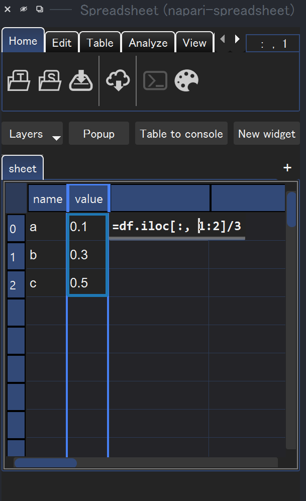 Spreadsheet (napari-spreadsheet)
Home Edit Table Analyze View : , 1
T S
Layers Popup Table to console New widget
sheet +
name value
0 a 0.1 =df.iloc[:, 1:2]/3
1 b 0.3
2 c 0.5